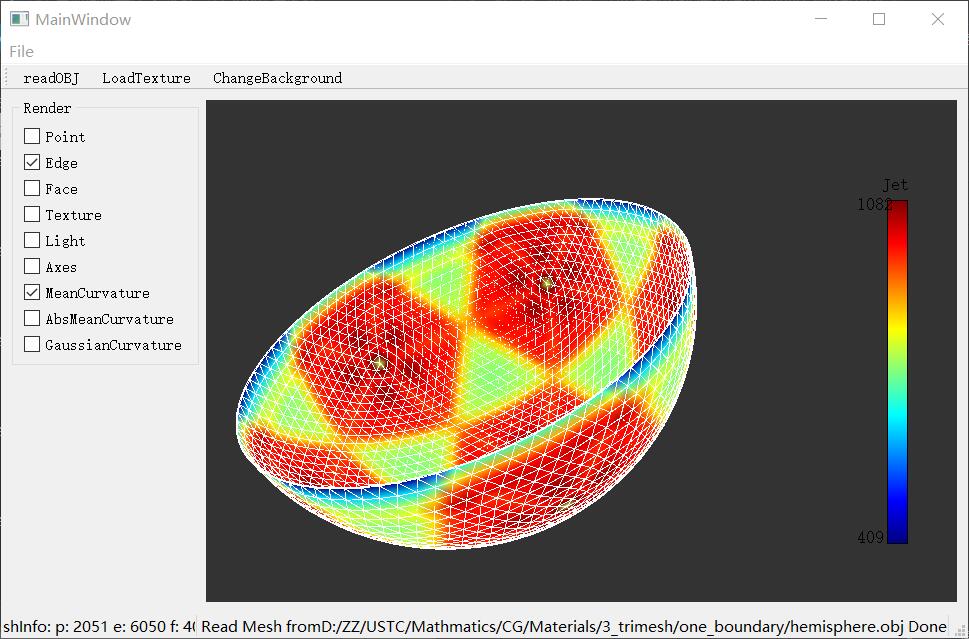 MainWindow
File
readOBJ LoadTexture ChangeBackground
Render
Point
Edge
Face
Texture
Light
Axes
MeanCurvature
AbsMeanCurvature
GaussianCurvature
Jet
1082
409
shInfo: p: 2051 e: 6050 f: 40 Read Mesh fromD:/ZZ/USTC/Mathmatics/CG/Materials/3_trimesh/one_boundary/hemisphere.obj Done